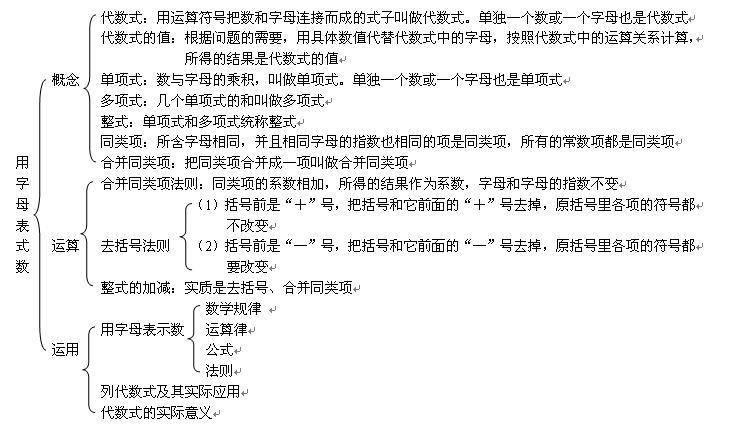 代数式：用运算符号把数和字母连接而成的式子叫做代数式。单独一个数或一个字母也是代数式
代数式的值：根据问题的需要，用具体数值代替代数式中的字母，按照代数式中的运算关系计算，
所得的结果是代数式的值
概念
单项式：数与字母的乘积，叫做单项式。单独一个数或一个字母也是单项式
多项式：几个单项式的和叫做多项式
整式：单项式和多项式统称整式
同类项：所含字母相同，并且相同字母的指数也相同的项是同类项，所有的常数项都是同类项
合并同类项：把同类项合并成一项叫做合并同类项
用字母表式数
合并同类项法则：同类项的系数相加，所得的结果作为系数，字母和字母的指数不变
（1）括号前是“＋”号，把括号和它前面的“＋”号去掉，原括号里各项的符号都
不改变
运算
去括号法则
（2）括号前是“—”号，把括号和它前面的“—”号去掉，原括号里各项的符号都
要改变
整式的加减：实质是去括号、合并同类项
数学规律
用字母表示数
运算律
运用
公式
法则
列代数式及其实际应用
代数式的实际意义